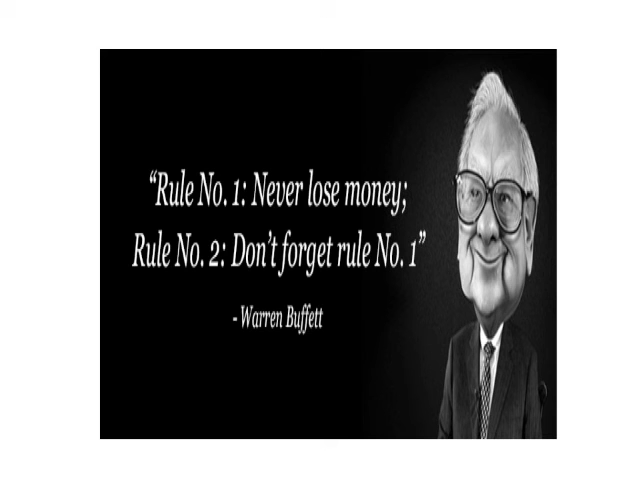 “Rule No. 1: Never lose money;
Rule No. 2: Don’t forget rule No. 1”
- Warren Buffett